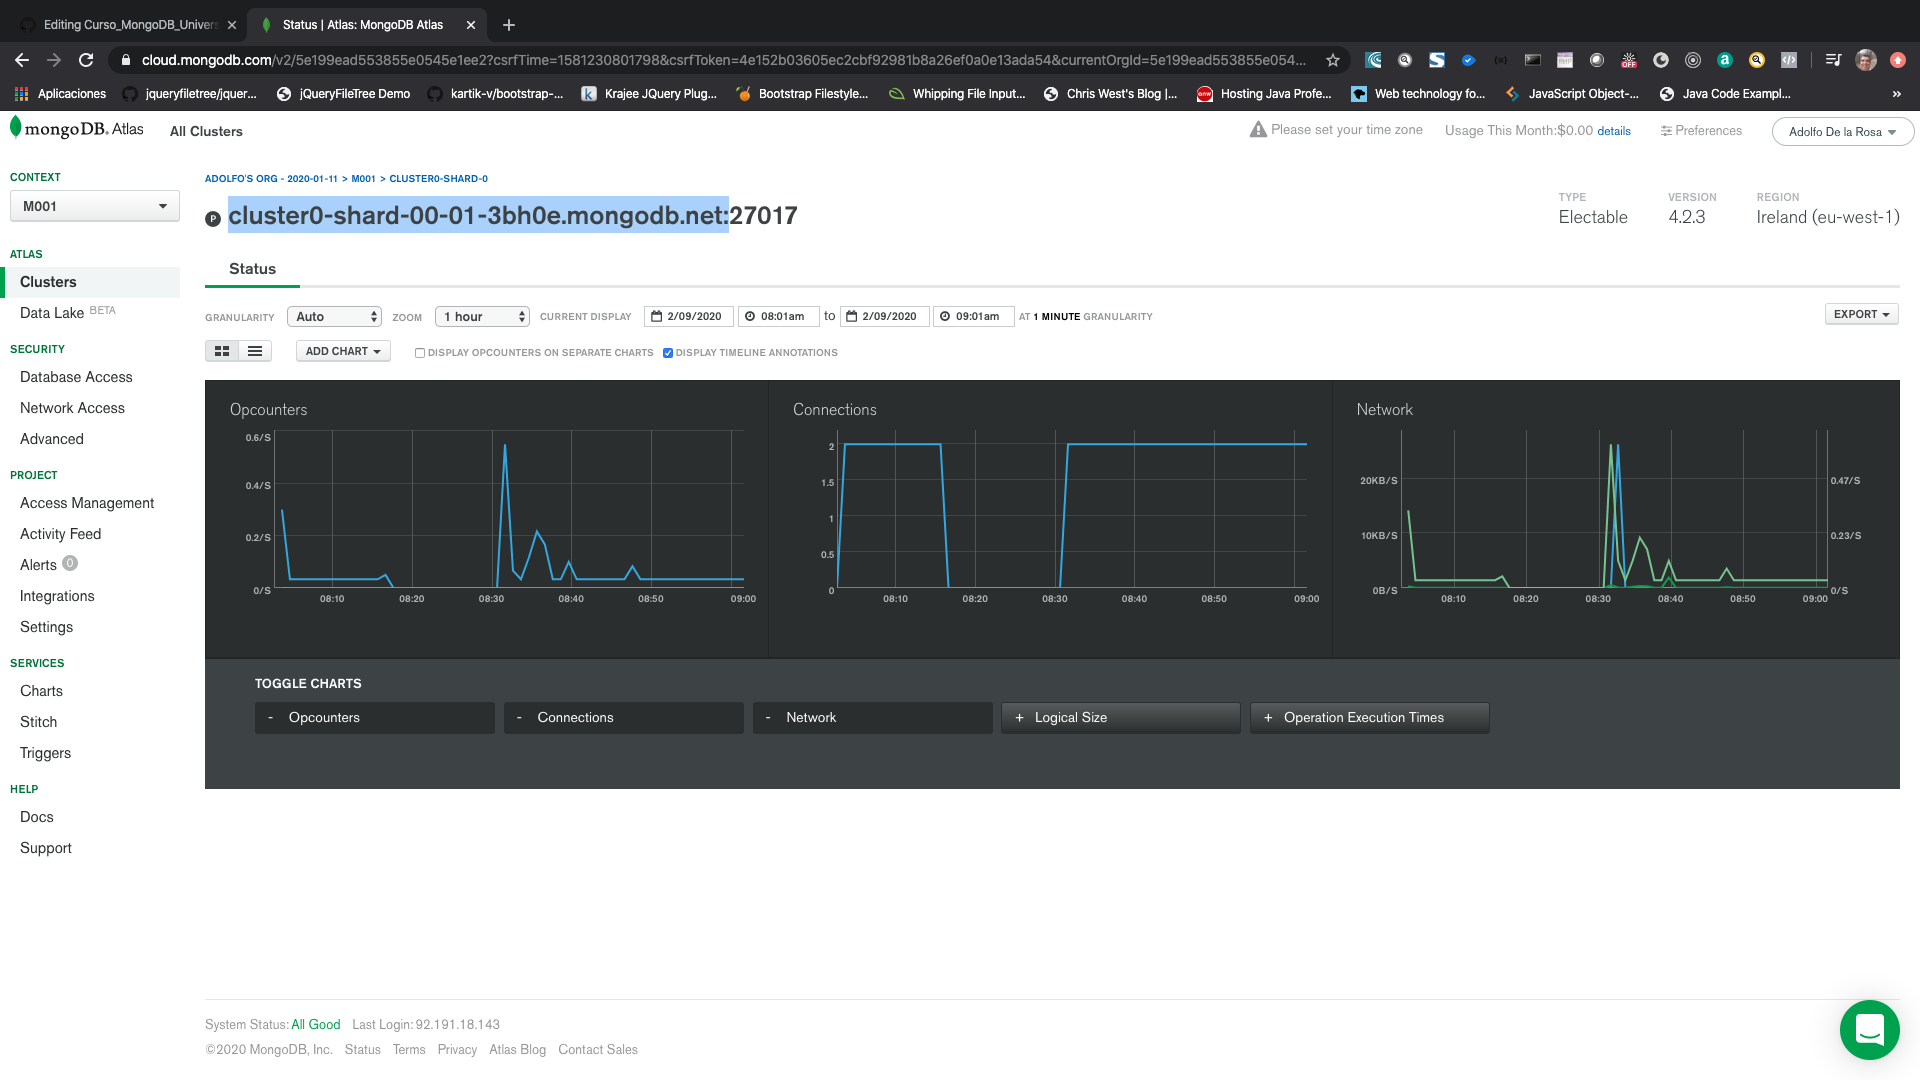 Editing Curso_MongoDB_Univers
Status | Atlas: MongoDB Atlas
cloud.mongodb.com/v2/5e199ead553855e0545e1ee2?csrfTime=1581230801798&csrfToken=4e152b03605ec2cbf92981b8a26ef0a0e13ada54&currentOrgId=5e199ead553855e054...
Aplicaciones
jqueryfiletree/jquer...
jQueryFileTree Demo
kartik-v/bootstrap-...
Krajee JQuery Plug...
Bootstrap Filestyle...
Whipping File Input...
Chris West's Blog |...
Hosting Java Profe...
Web technology fo...
JavaScript Object-...
Java Code Exampl...
»
mongoDB. Atlas
All Clusters
Please set your time zone
Usage This Month:$0.00 details
Preferences
Adolfo De la Rosa
CONTEXT
M001
ATLAS
Clusters
Data Lake BETA
SECURITY
Database Access
Network Access
Advanced
PROJECT
Access Management
Activity Feed
Alerts 0
Integrations
Settings
SERVICES
Charts
Stitch
Triggers
HELP
Docs
Support
ADOLFO'S ORG - 2020-01-11 > M001 > CLUSTER0-SHARD-0
P cluster0-shard-00-01-3bh0e.mongodb.net:27017
TYPE
Electable
VERSION
4.2.3
REGION
Ireland (eu-west-1)
Status
GRANULARITY Auto ZOOM 1 hour CURRENT DISPLAY 2/09/2020 08:01am to 2/09/2020 09:01am AT 1 MINUTE GRANULARITY
EXPORT
ADD CHART
DISPLAY OPCOUNTERS ON SEPARATE CHARTS
DISPLAY TIMELINE ANNOTATIONS
Opcounters
0.6/S
0.4/S
0.2/S
0/S
08:10 08:20 08:30 08:40 08:50 09:00
Connections
2
1.5
1
0.5
0
08:10 08:20 08:30 08:40 08:50 09:00
Network
20KB/S
10KB/S
0B/S
0.47/S
0.23/S
0/S
08:10 08:20 08:30 08:40 08:50 09:00
TOGGLE CHARTS
- Opcounters
- Connections
- Network
+ Logical Size
+ Operation Execution Times
System Status: All Good Last Login: 92.191.18.143
©2020 MongoDB, Inc. Status Terms Privacy Atlas Blog Contact Sales